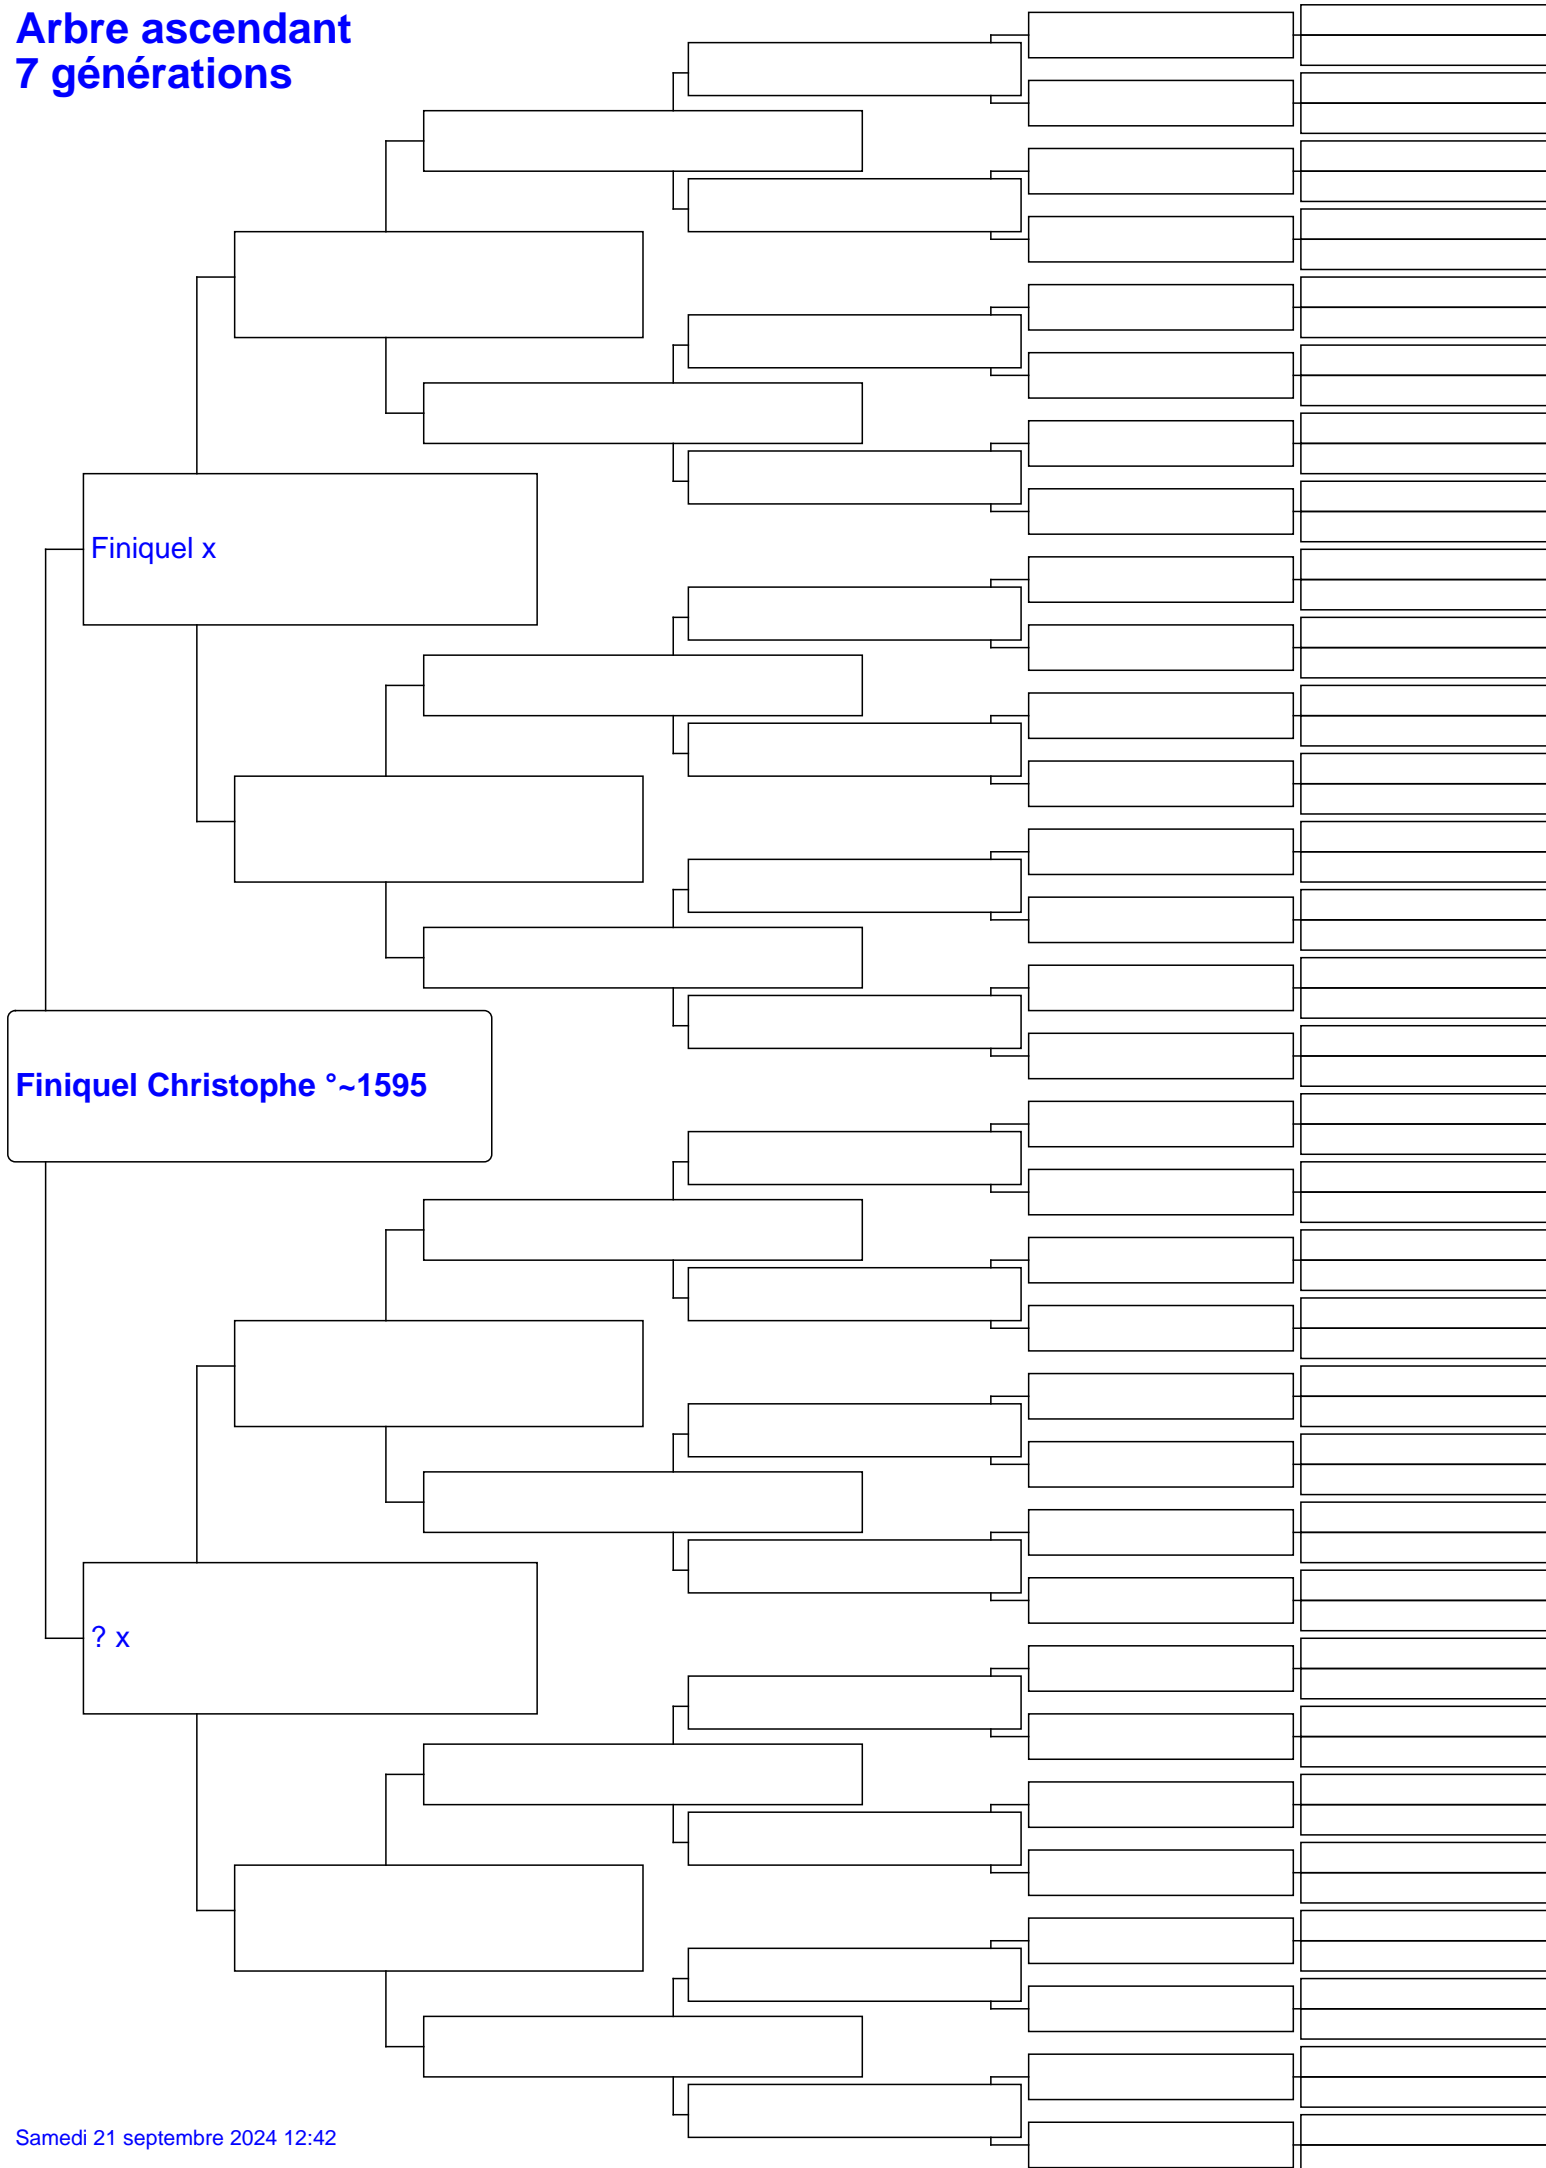 Arbre ascendant
7 générations
Finiquel x
Finiquel Christophe °~1595
? x
Samedi 21 septembre 2024 12:42